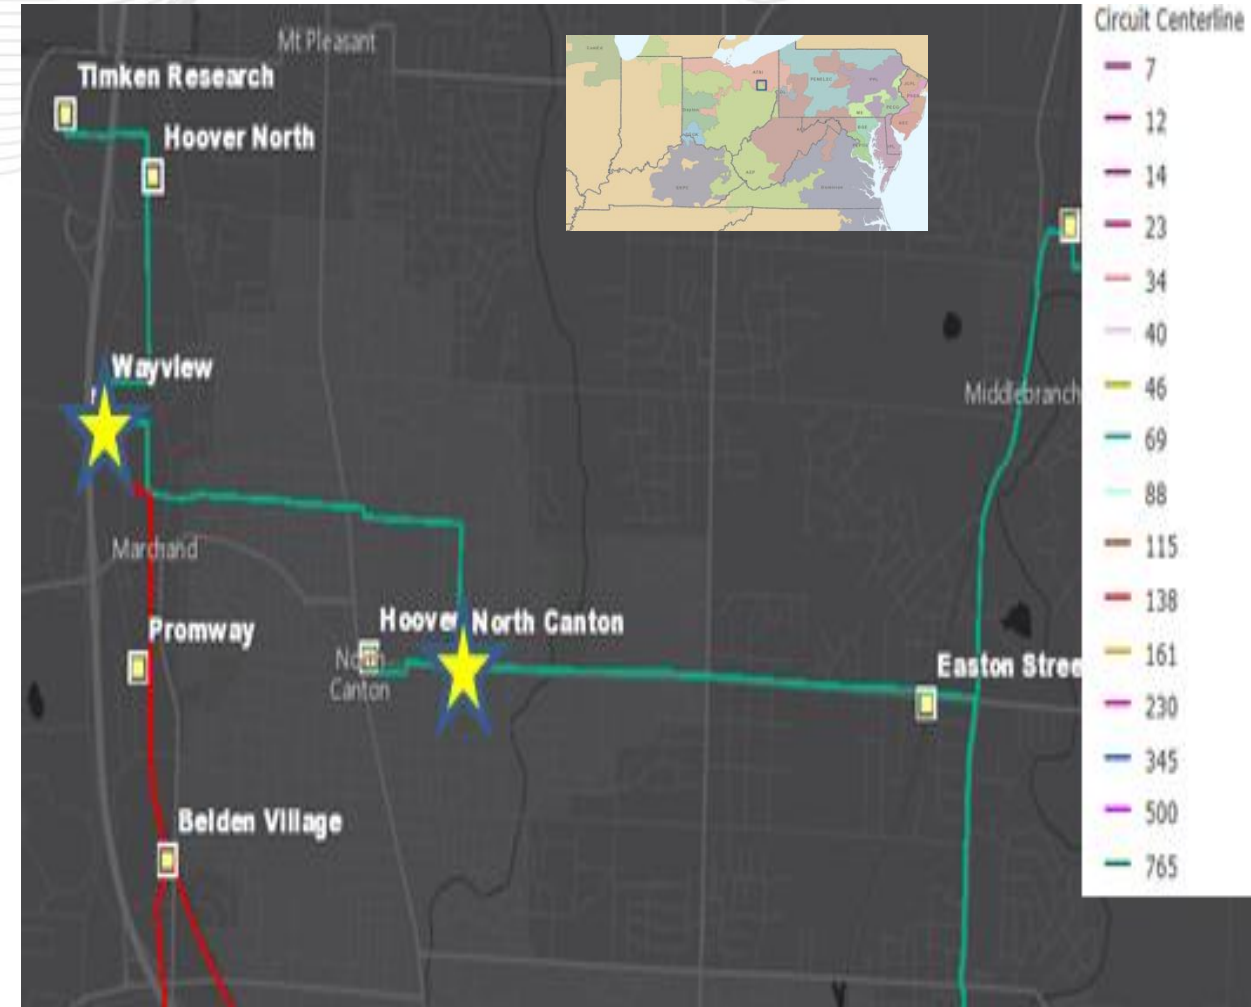 Mt Pleasant
Timken Research
Hoover North
Wayview
Middlebranch
Marchand
Promway
Hoover
North Canton
North
Canton
Easton Stree
Belden Village
Circuit Centerline
7
12
14
23
34
40
46
69
88
115
138
161
230
345
500
765